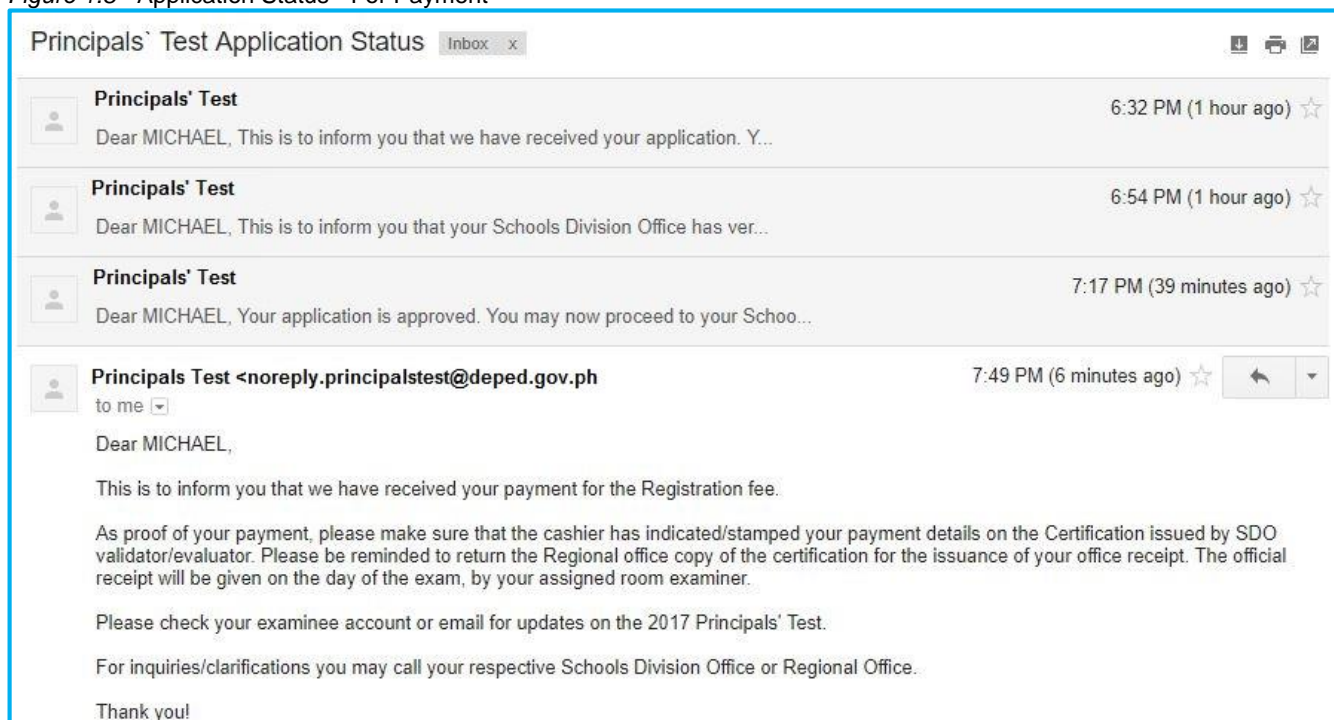 Principals` Test Application Status Inbox x
Principals' Test 6:32 PM (1 hour ago)
Dear MICHAEL, This is to inform you that we have received your application. Y...
Principals' Test 6:54 PM (1 hour ago)
Dear MICHAEL, This is to inform you that your Schools Division Office has ver...
Principals' Test 7:17 PM (39 minutes ago)
Dear MICHAEL, Your application is approved. You may now proceed to your Schoo...
Principals Test <noreply.principalstest@deped.gov.ph 7:49 PM (6 minutes ago)
to me
Dear MICHAEL,
This is to inform you that we have received your payment for the Registration fee.
As proof of your payment, please make sure that the cashier has indicated/stamped your payment details on the Certification issued by SDO
validator/evaluator. Please be reminded to return the Regional office copy of the certification for the issuance of your office receipt. The official
receipt will be given on the day of the exam, by your assigned room examiner.
Please check your examinee account or email for updates on the 2017 Principals' Test.
For inquiries/clarifications you may call your respective Schools Division Office or Regional Office.
Thank you!